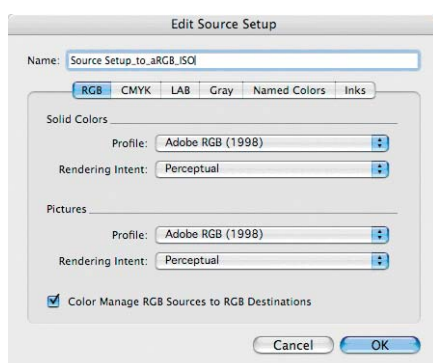 Edit Source Setup
Name: Source Setup_to_aRGB_ISO
RGB CMYK LAB Gray Named Colors Inks
Solid Colors
Profile: Adobe RGB (1998)
Rendering Intent: Perceptual
Pictures
Profile: Adobe RGB (1998)
Rendering Intent: Perceptual
Color Manage RGB Sources to RGB Destinations
Cancel OK